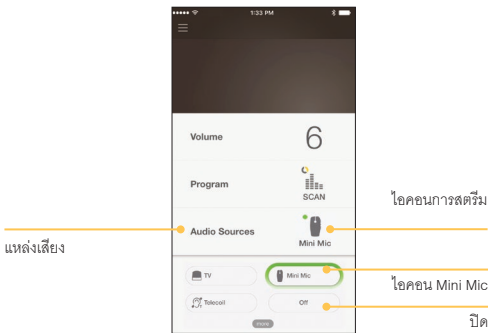 1:33 PM
Volume
6
Program
SCAN
ไอคอนการสตรีม
Audio Sources
Mini Mic
แหล่งเสียง
TV
Mini Mic
ไอคอน Mini Mic
Telecoil
Off
ปิด
more